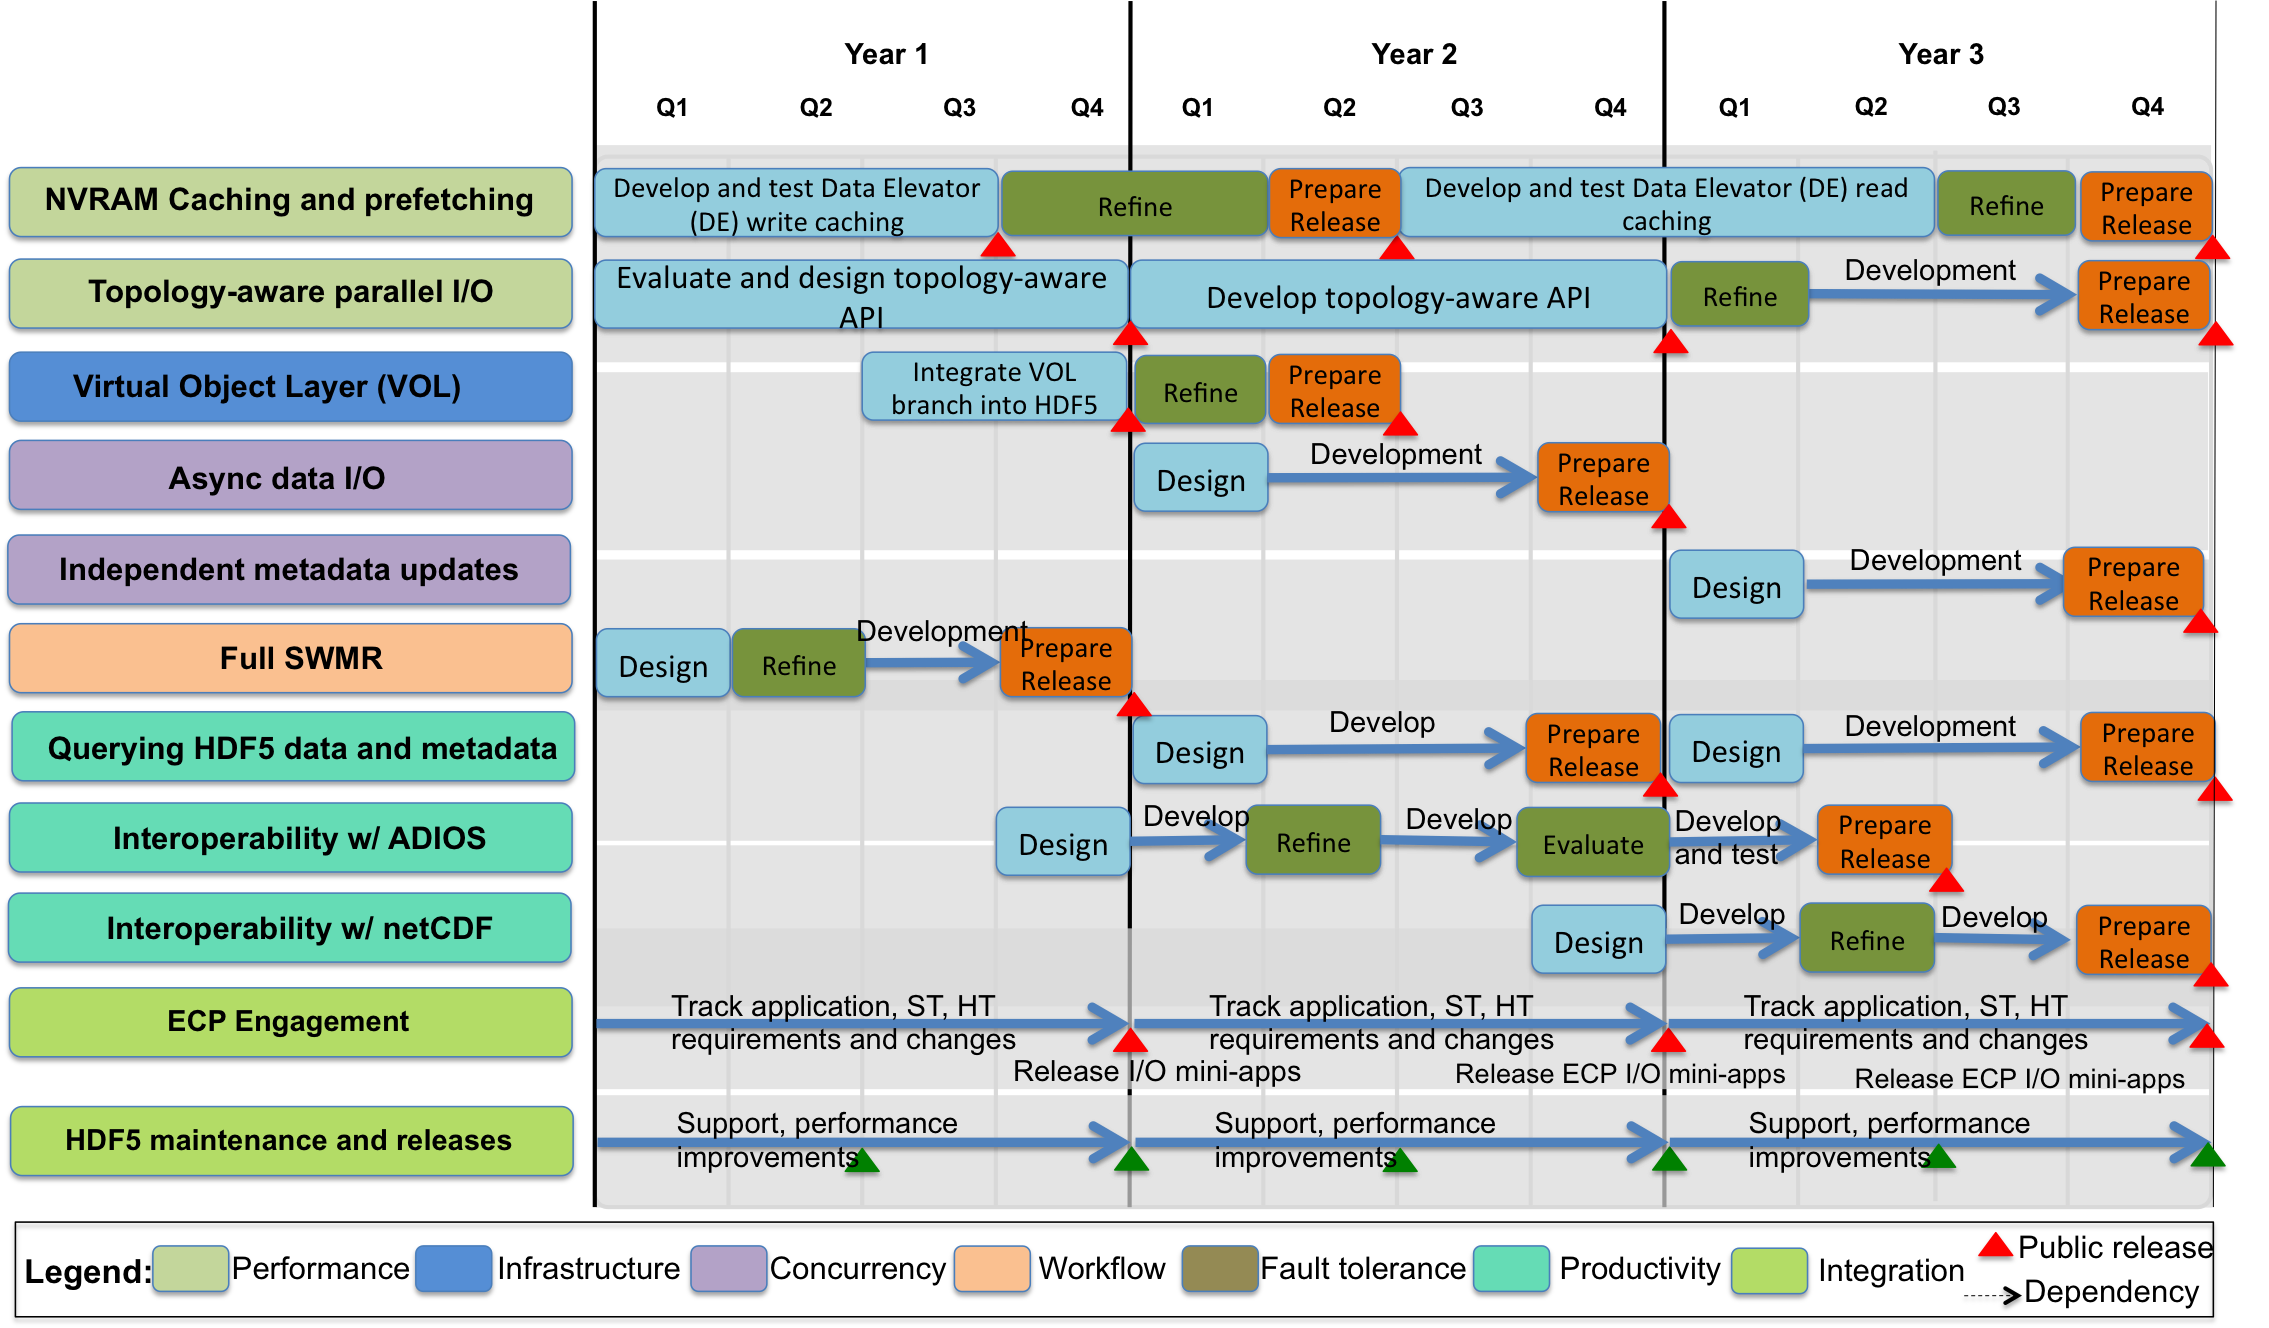 Year 1
Year 2
Year 3
Q1
Q2
Q3
Q4
Q1
Q2
Q3
Q4
Q1
Q2
Q3
Q4
NVRAM Caching and prefetching
Develop and test Data Elevator
(DE) write caching
Refine
Prepare
Release
Develop and test Data Elevator (DE) read
caching
Refine
Prepare
Release
Topology-aware parallel I/O
Evaluate and design topology-aware
API
Develop topology-aware API
Refine
Development
Prepare
Release
Virtual Object Layer (VOL)
Integrate VOL
branch into HDF5
Refine
Prepare
Release
Async data I/O
Design
Development
Prepare
Release
Independent metadata updates
Design
Development
Prepare
Release
Full SWMR
Design
Refine
Development
Prepare
Release
Querying HDF5 data and metadata
Design
Develop
Prepare
Release
Design
Development
Prepare
Release
Interoperability w/ ADIOS
Design
Develop
Refine
Develop
Evaluate
Develop
and test
Prepare
Release
Interoperability w/ netCDF
Design
Develop
Refine
Develop
Prepare
Release
ECP Engagement
Track application, ST, HT
requirements and changes
Release I/O mini-apps
Track application, ST, HT
requirements and changes
Release ECP I/O mini-apps
Track application, ST, HT
requirements and changes
Release ECP I/O mini-apps
HDF5 maintenance and releases
Support, performance
improvements
Support, performance
improvements
Support, performance
improvements
Legend:
Performance
Infrastructure
Concurrency
Workflow
Fault tolerance
Productivity
Integration
Public release
Dependency